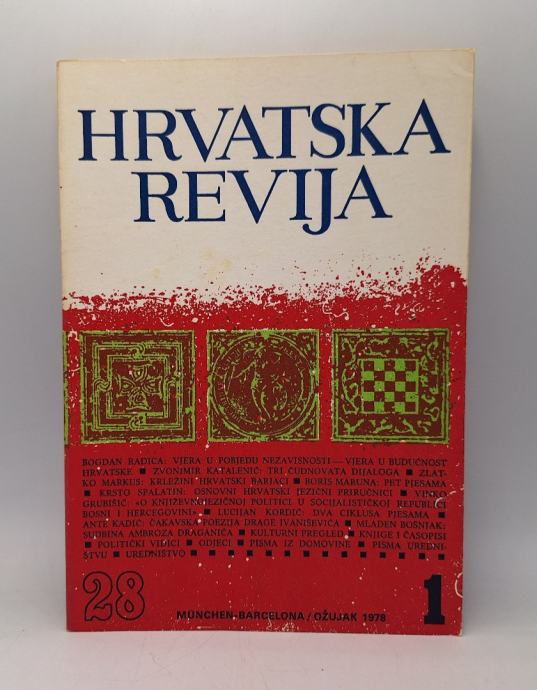 HRVATSKA
REVIJA
BOGDAN RADICA: VJERA U POBJEDU NEZAVISNOSTI — VJERA U BUDUĆNOST
HRVATSKE ■ ZVONIMIR KATALENIĆ: TRI CUDNOVATA DIJALOGA ■ ZLAT-
KO MARKUS: KRLEŽINI HRVATSKI BARJACI ■ BORIS MARUNA: PET PJESAMA
■ KRSTO SPALATIN: OSNOVNI HRVATSKI JEZIČNI PRIRUČNICI ■ VINKO
GRUBIŠIĆ: «O KNJIŽEVNOJEZIČNOJ POLITICI U SOCIJALISTIČKOJ REPUBLICI
BOSNI I HERCEGOVINI» ■ LUCIJAN KORDIĆ: DVA CIKLUSA PJESAMA ■
ANTE KADIĆ: ČAKAVSKA POEZIJA DRAGE IVANIŠEVIĆA ■ MLADEN BOŠNJAK:
SUDBINA AMBROZA DRAGANIĆA ■ KULTURNI PREGLED ■ KNJIGE I ČASOPISI
■ POLITIČKI VIDICI ■ ODJECI ■ PISMA IZ DOMOVINE ■ PISMA UREDNI-
ŠTVU ■ UREDNIŠTVO ■ ■ ■ ■ ■ ■ ■ ■ ■ ■ ■ ■ ■ ■
28 MÜNCHEN-BARCELONA / OŽUJAK 1978 1